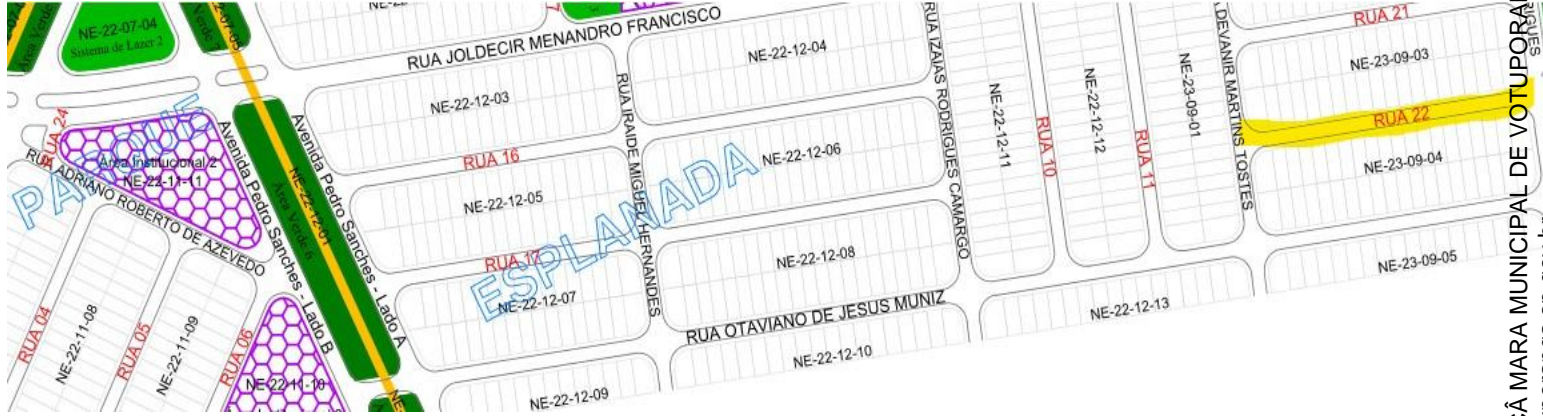 NE-22-07-04
Sistema de Lazer 2
Área Verde
Verde 7
RUA JOLDECIR MENANDRO FRANCISCO
NE-22-12-04
RUA 21
NE-23-09-03
RUA 22
NE-23-09-04
NE-23-09-05
DEVANIR MARTINS TOSTES
NE-23-09-01
RUA 11
NE-22-12-12
RUA 10
NE-22-12-11
RUA IZAIAS RODRIGUES CAMARGO
NE-22-12-03
RUA IRAIDE MIGUEL HERNANDES
RUA 16
NE-22-12-06
NE-22-12-05
PARQUE
ESPLANADA
RUA 24
Área Institucional 2
NE-22-11-11
RUA ADRIANO ROBERTO DE AZEVEDO
Avenida Pedro Sanches - Lado B
NE-22-12-01
Área Verde 6
Avenida Pedro Sanches - Lado A
RUA 17
NE-22-12-07
NE-22-12-08
RUA OTAVIANO DE JESUS MUNIZ
NE-22-12-13
NE-22-12-10
NE-22-12-09
RUA 04
NE-22-11-08
RUA 05
NE-22-11-09
RUA 06
NE-22-11-10
MARA MUNICIPAL DE VOTUPORA